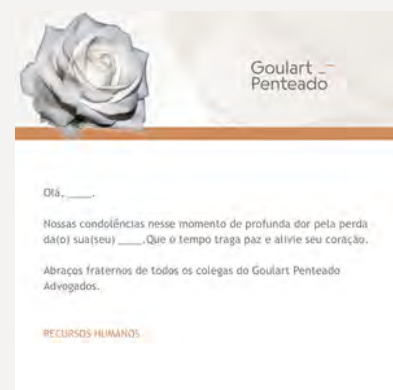 Goulart
Penteado
Olá, ____.
Nossas condolências nesse momento de profunda dor pela perda
da(o) sua(seu) ____.Que o tempo traga paz e alivie seu coração.
Abraços fraternos de todos os colegas do Goulart Penteado
Advogados.
RECURSOS HUMANOS